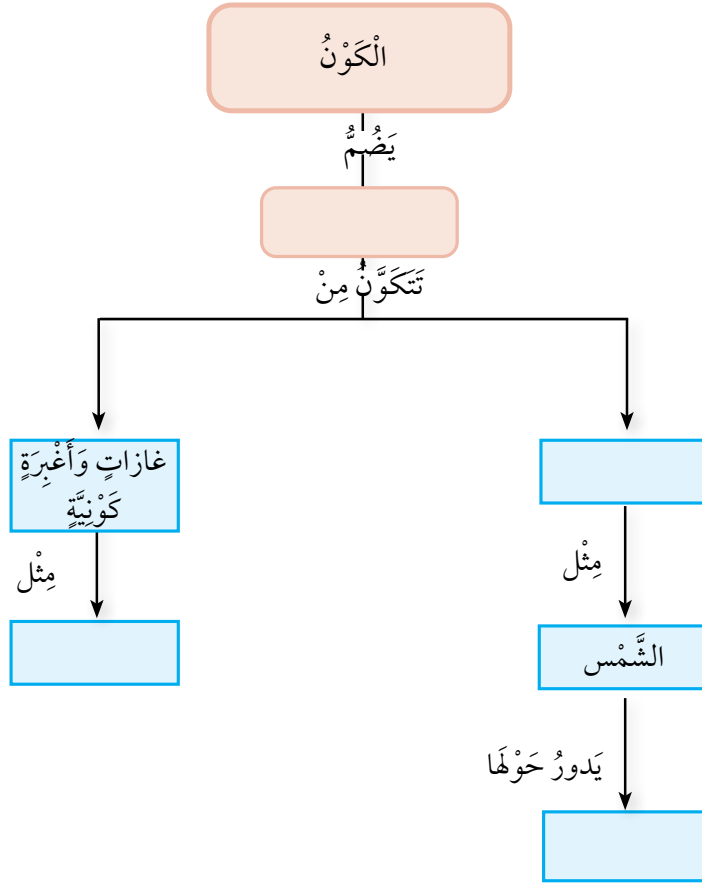 الْكَوْنُ
يَضُمُّ
تَتَكَوَّنُ مِنْ
غازاتٍ وَأَغْبِرَةٍ
كَوْنِيَّةٍ
مِثْل
مِثْل
الشَّمْس
يَدورُ حَوْلَهَا